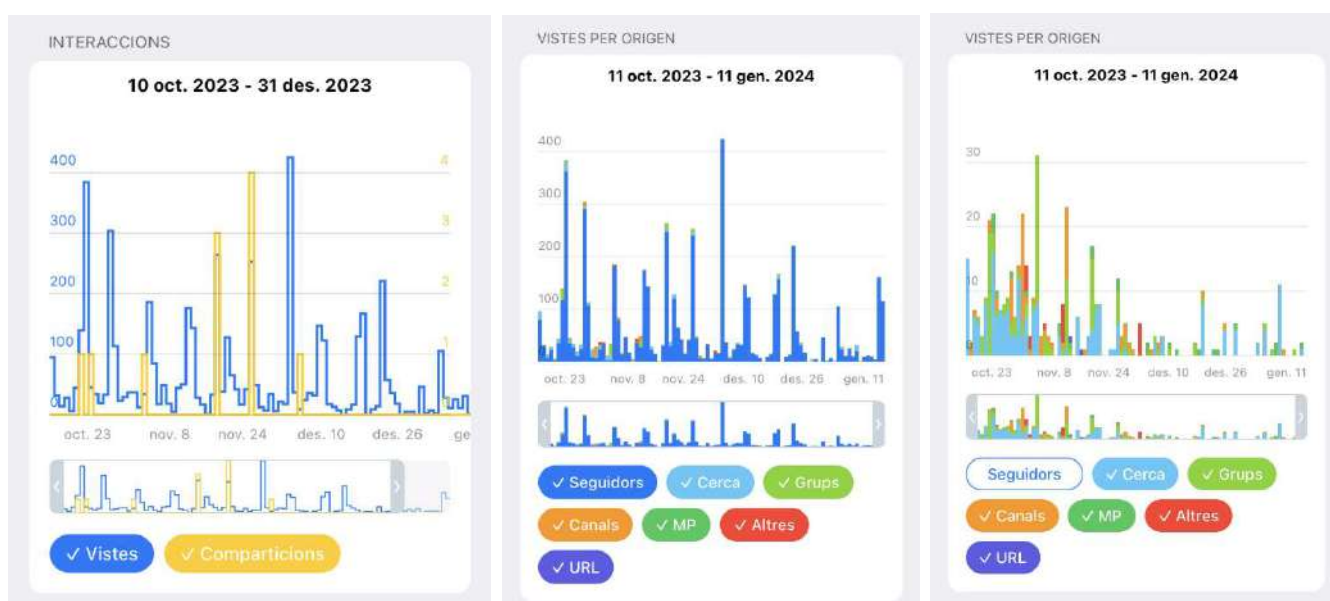 INTERACCIONS
10 oct. 2023 - 31 des. 2023
400
4
300
3
200
2
100
1
0
oct. 23 nov. 8 nov. 24 des. 10 des. 26 ge
✓ Vistes ✓ Comparticions
VISTES PER ORIGEN
11 oct. 2023 - 11 gen. 2024
400
300
200
100
oct. 23 nov. 8 nov. 24 des. 10 des. 26 gen. 11
✓ Seguidors ✓ Cerca ✓ Grups
✓ Canals ✓ MP ✓ Altres
✓ URL
VISTES PER ORIGEN
11 oct. 2023 - 11 gen. 2024
30
20
10
0
oct. 23 nov. 8 nov. 24 des. 10 des. 26 gen. 11
Seguidors ✓ Cerca ✓ Grups
✓ Canals ✓ MP ✓ Altres
✓ URL